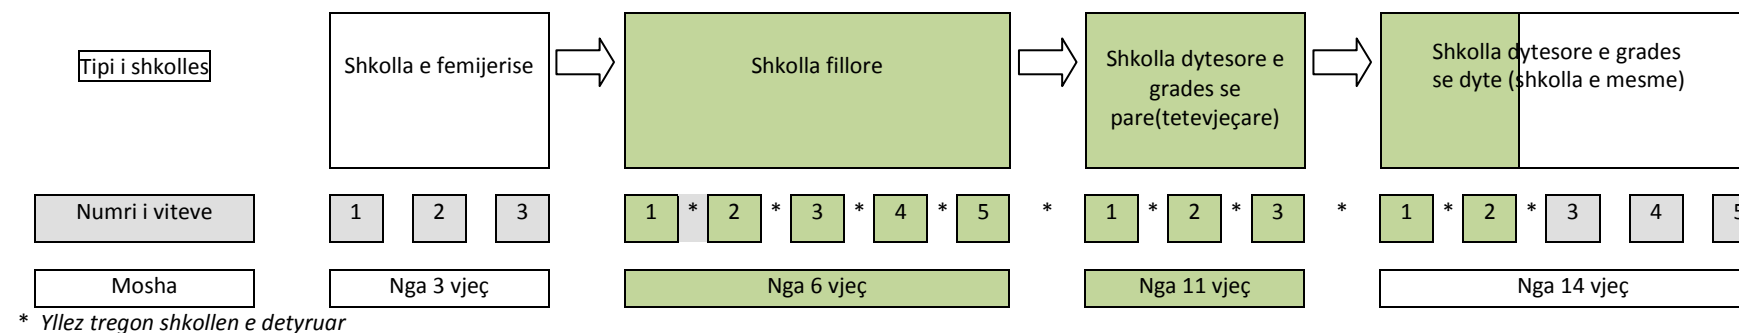 Tipi i shkolles
Shkolla e femijerise
Shkolla fillore
Shkolla dytesore e
grades se
pare(tetevjeçare)
Shkolla dytesore e grades
se dyte (shkolla e mesme)
Numri i viteve 1 2 3 1 * 2 * 3 * 4 * 5 * 1 * 2 * 3 * 1 * 2 * 3 4 5
Mosha Nga 3 vjeç Nga 6 vjeç Nga 11 vjeç Nga 14 vjeç
* Yllez tregon shkollen e detyruar